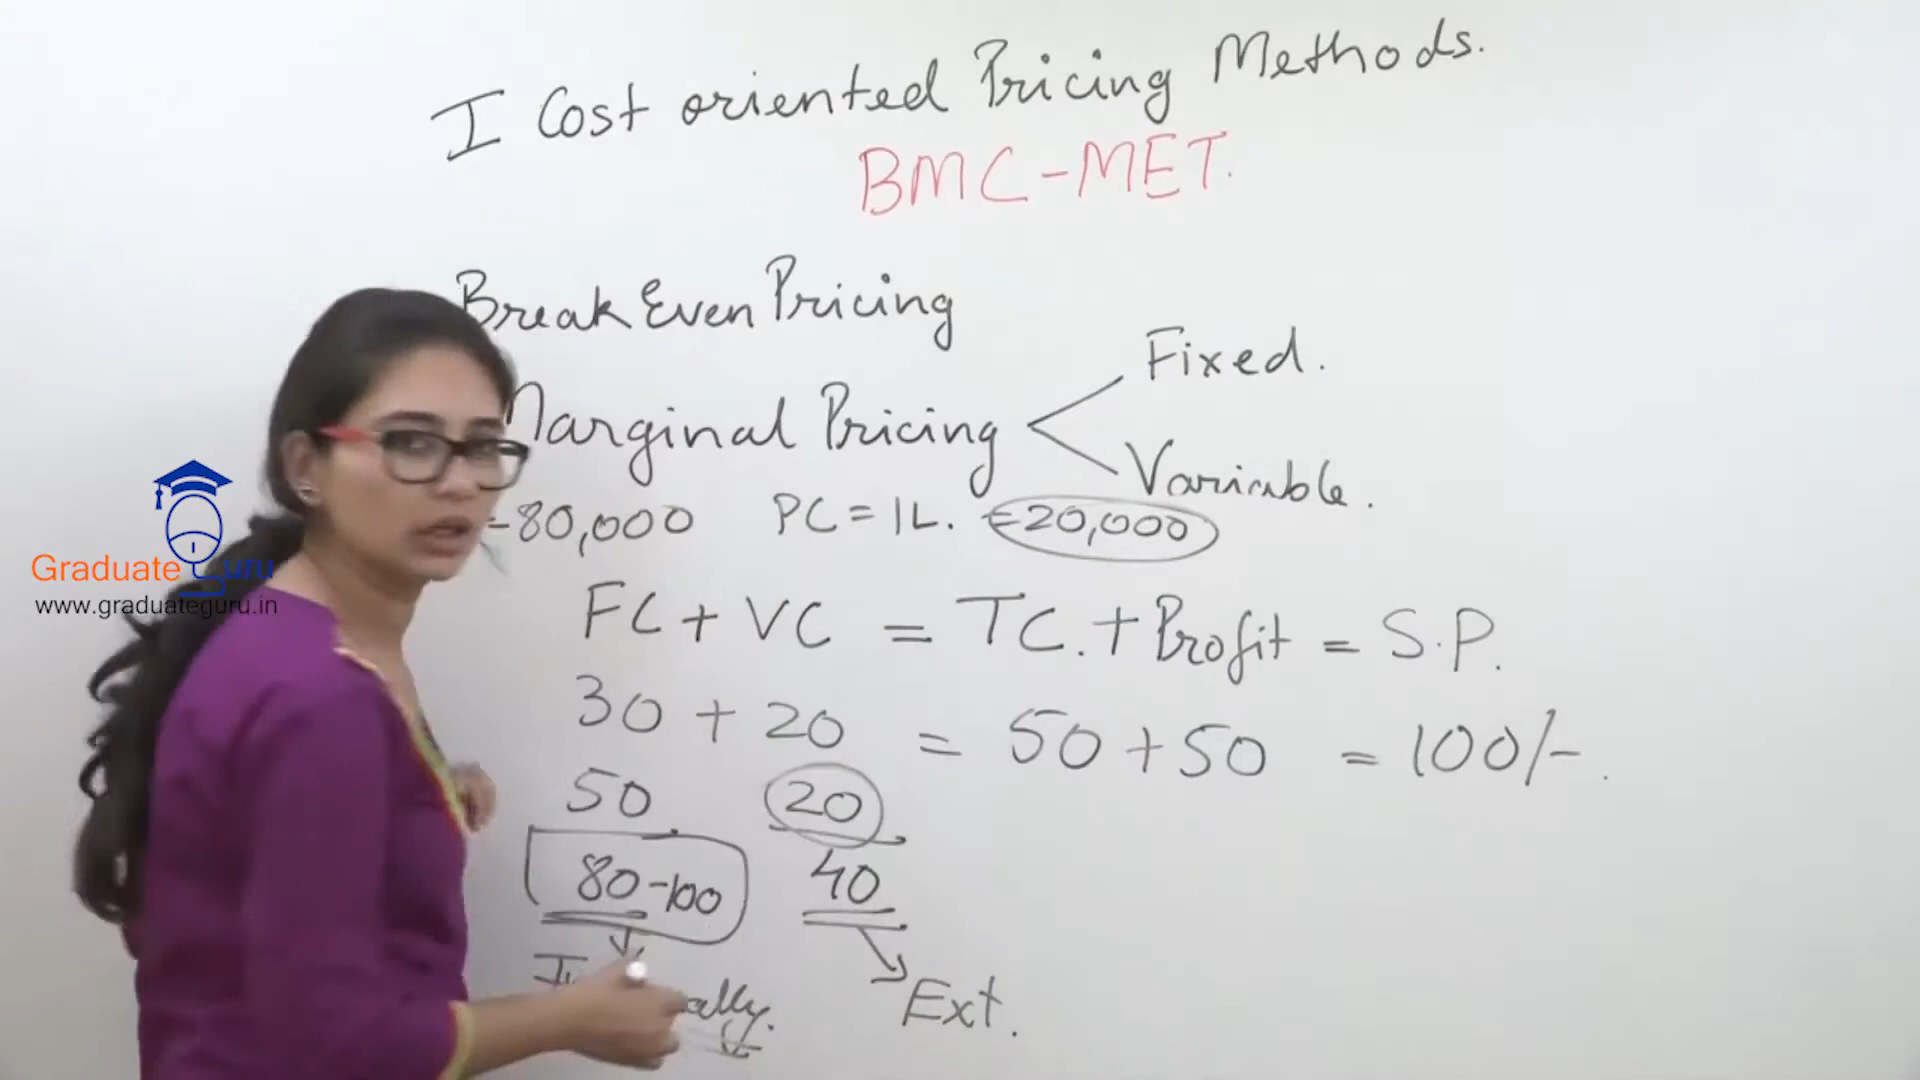 I Cost oriented Pricing Methods.
BMC-MET.
Break Even Pricing
Marginal Pricing
Fixed.
Variable.
-80,000 PC = 1L. = 20,000
FC + VC = TC. + Profit = S.P.
30 + 20 = 50 + 50 = 100/-.
50 20
80-100 40
Ext.
Graduate Guru
www.graduateguru.in